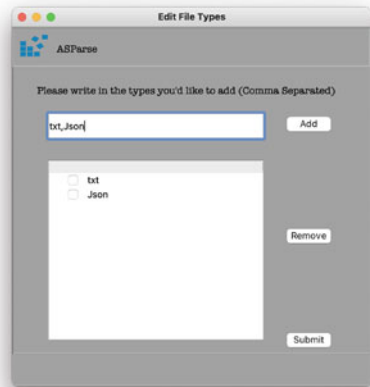 Edit File Types
ASParse
Please write in the types you'd like to add (Comma Separated)
txt,Json
Add
txt
Json
Remove
Submit